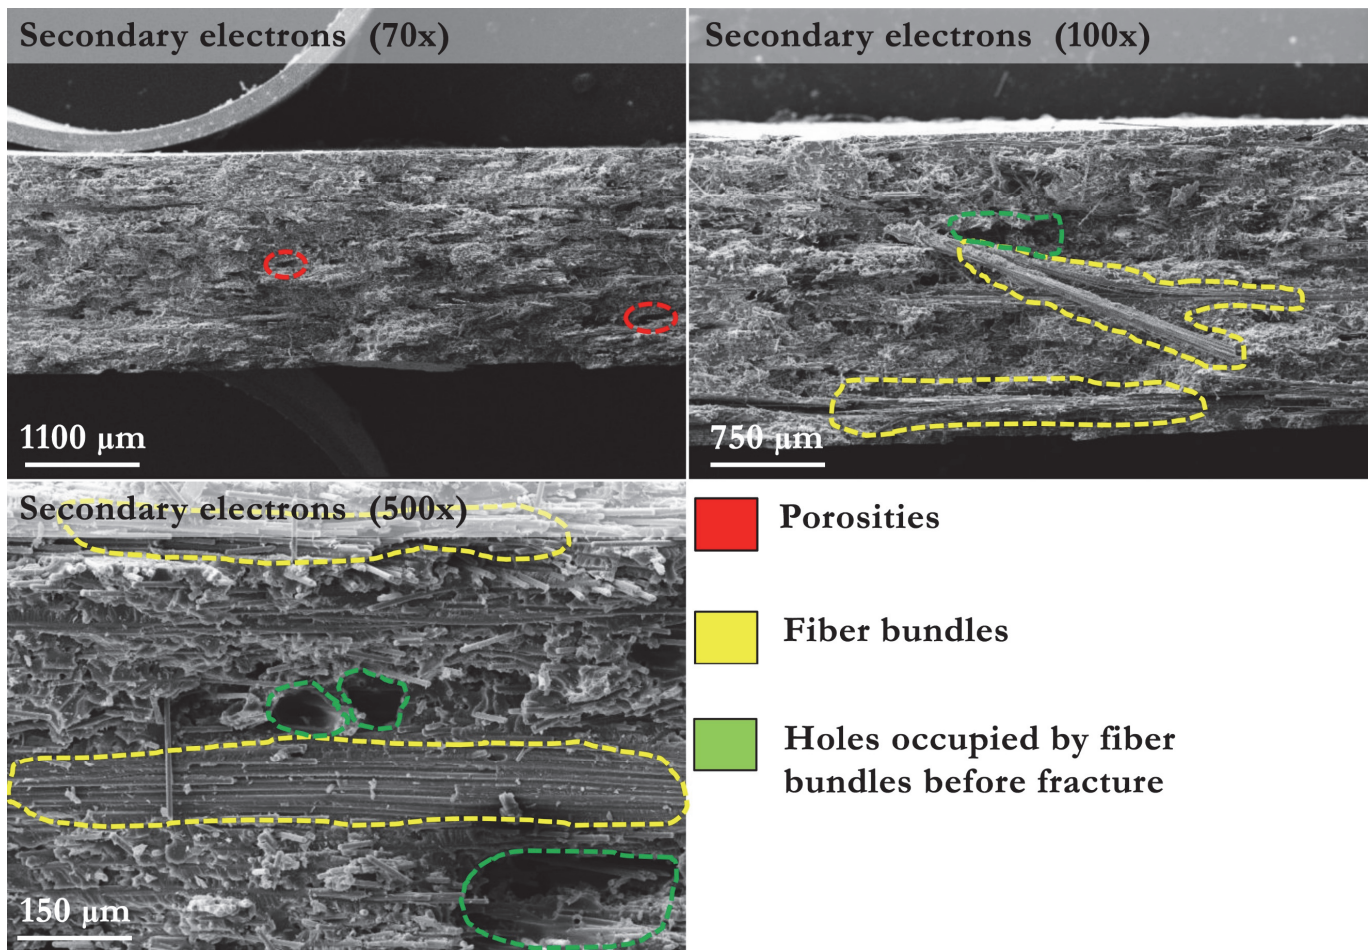 Secondary electrons (70x)
Secondary electrons (100x)
1100 μm
750 μm
Secondary electrons (500x)
150 μm
Porosities
Fiber bundles
Holes occupied by fiber
bundles before fracture